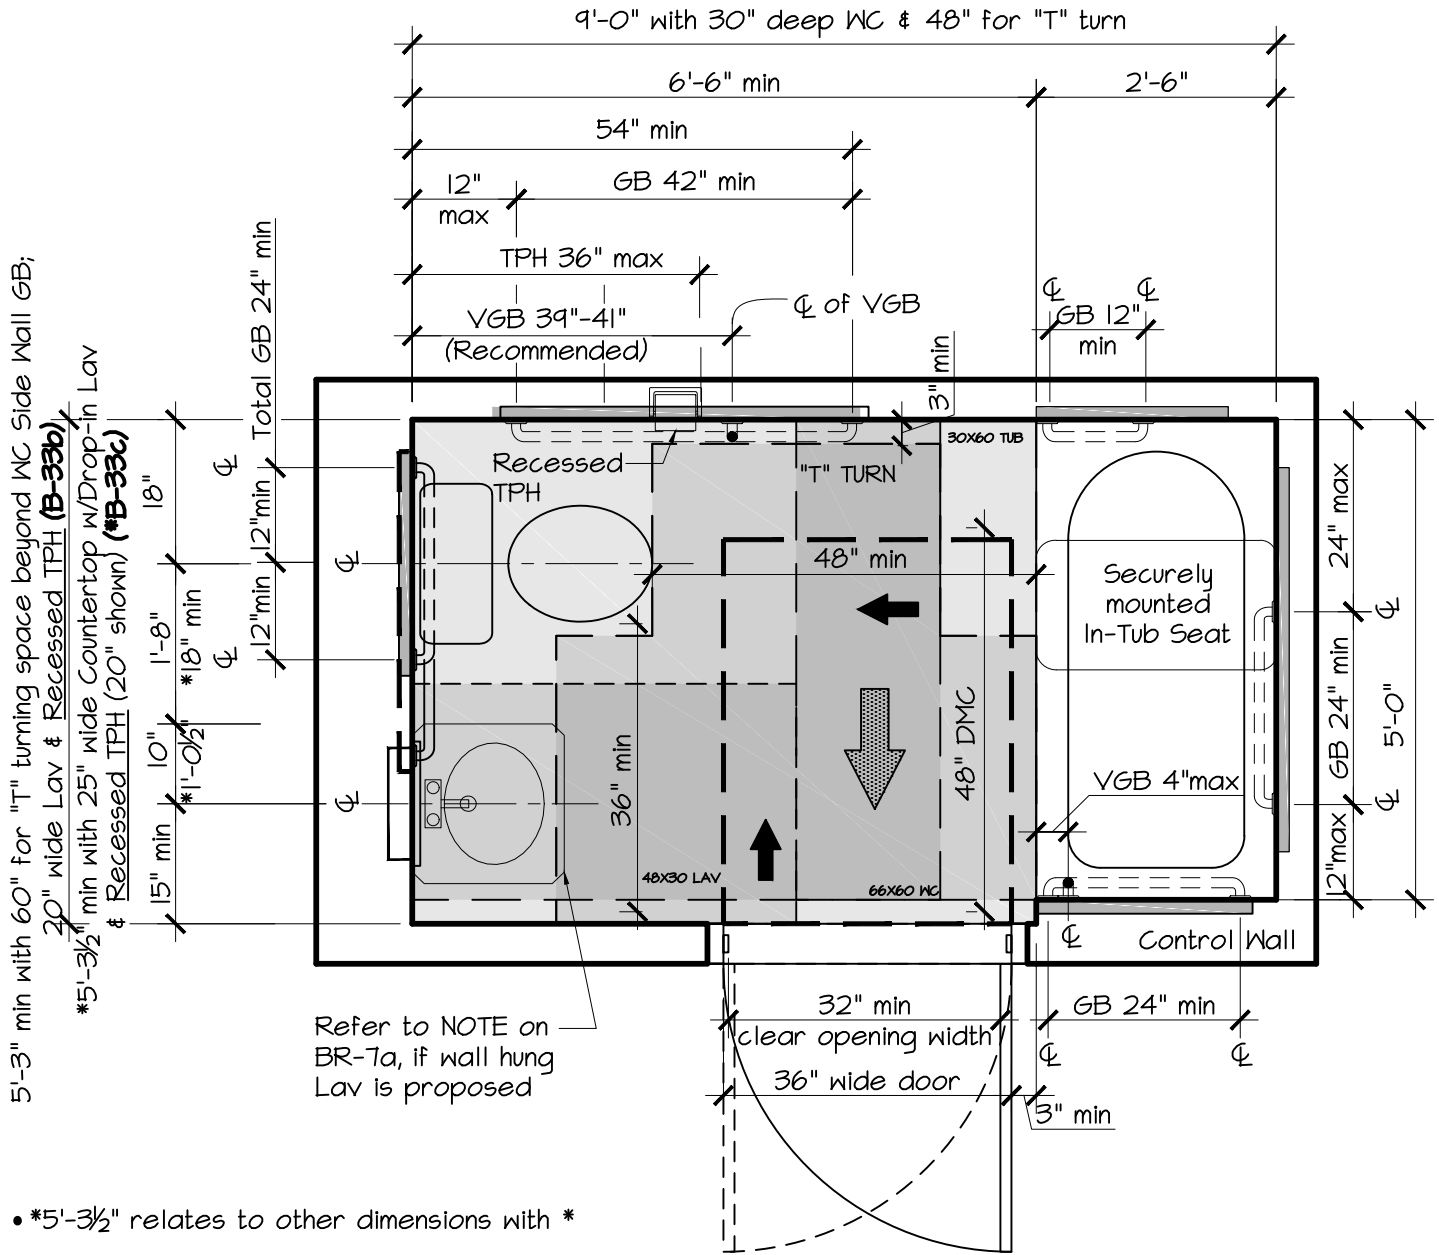 9'-0" with 30" deep WC & 48" for "T" turn
6'-6" min
2'-6"
54" min
12"
max
GB 42" min
TPH 36" max
VGB 39"-41"
(Recommended)
℄ of VGB
℄
℄
GB 12"
min
3" min
5'-3" min with 60" for "T" turning space beyond WC Side Wall GB;
20" wide Lav & Recessed TPH (B-33b)
*5'-3½" min with 25" wide Countertop w/Drop-in Lav
& Recessed TPH (20" shown) (*B-33c)
Total GB 24" min
18"
12"min
12"min
℄
℄
1'-8"
*18" min
10"
*1'-0½"
15" min
℄
℄
Recessed
TPH
"T" TURN
30X60 TUB
48" min
36" min
48" DMC
48X30 LAV
66X60 WC
Securely
mounted
In-Tub Seat
VGB 4"max
24" max
GB 24" min
12"max
5'-0"
℄
℄
℄
Control Wall
Refer to NOTE on
BR-7a, if wall hung
Lav is proposed
32" min
clear opening width
36" wide door
3" min
GB 24" min
℄
℄
• *5'-3½" relates to other dimensions with *